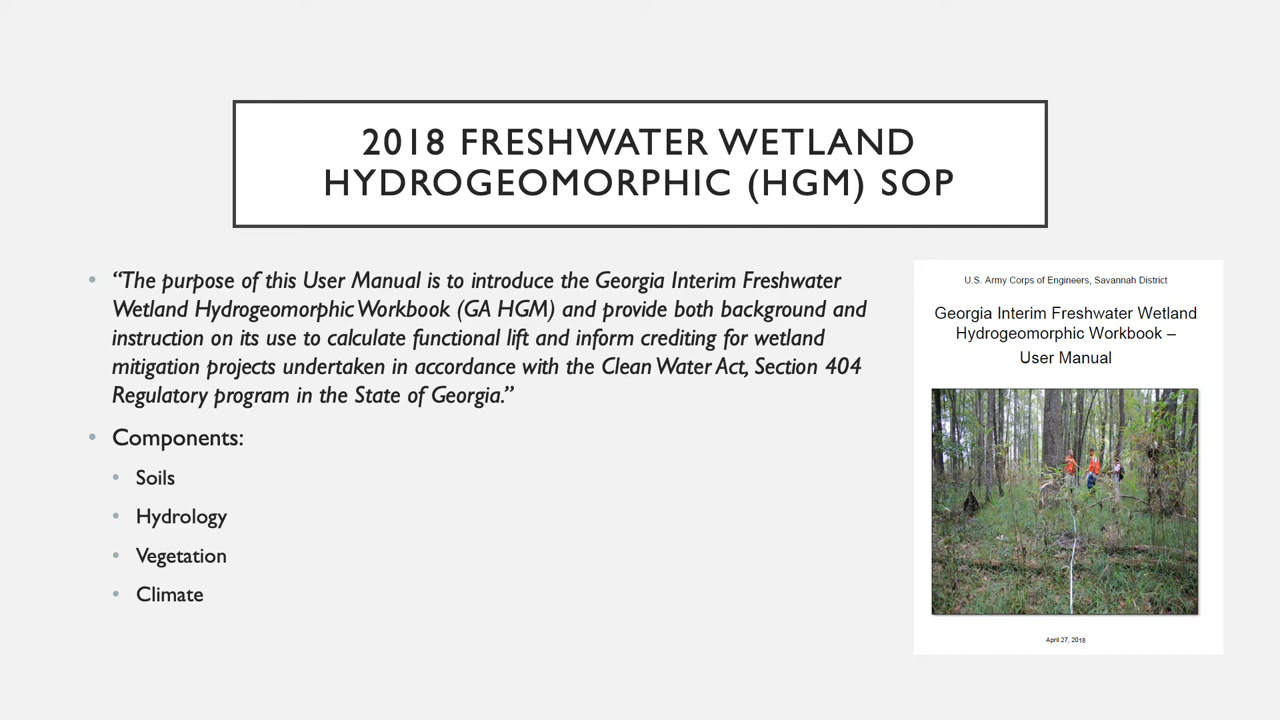 2018 FRESHWATER WETLAND
HYDROGEOMORPHIC (HGM) SOP
• “The purpose of this User Manual is to introduce the Georgia Interim Freshwater
Wetland Hydrogeomorphic Workbook (GA HGM) and provide both background and
instruction on its use to calculate functional lift and inform crediting for wetland
mitigation projects undertaken in accordance with the Clean Water Act, Section 404
Regulatory program in the State of Georgia.”
• Components:
• Soils
• Hydrology
• Vegetation
• Climate
U.S. Army Corps of Engineers, Savannah District
Georgia Interim Freshwater Wetland
Hydrogeomorphic Workbook –
User Manual
April 27, 2018